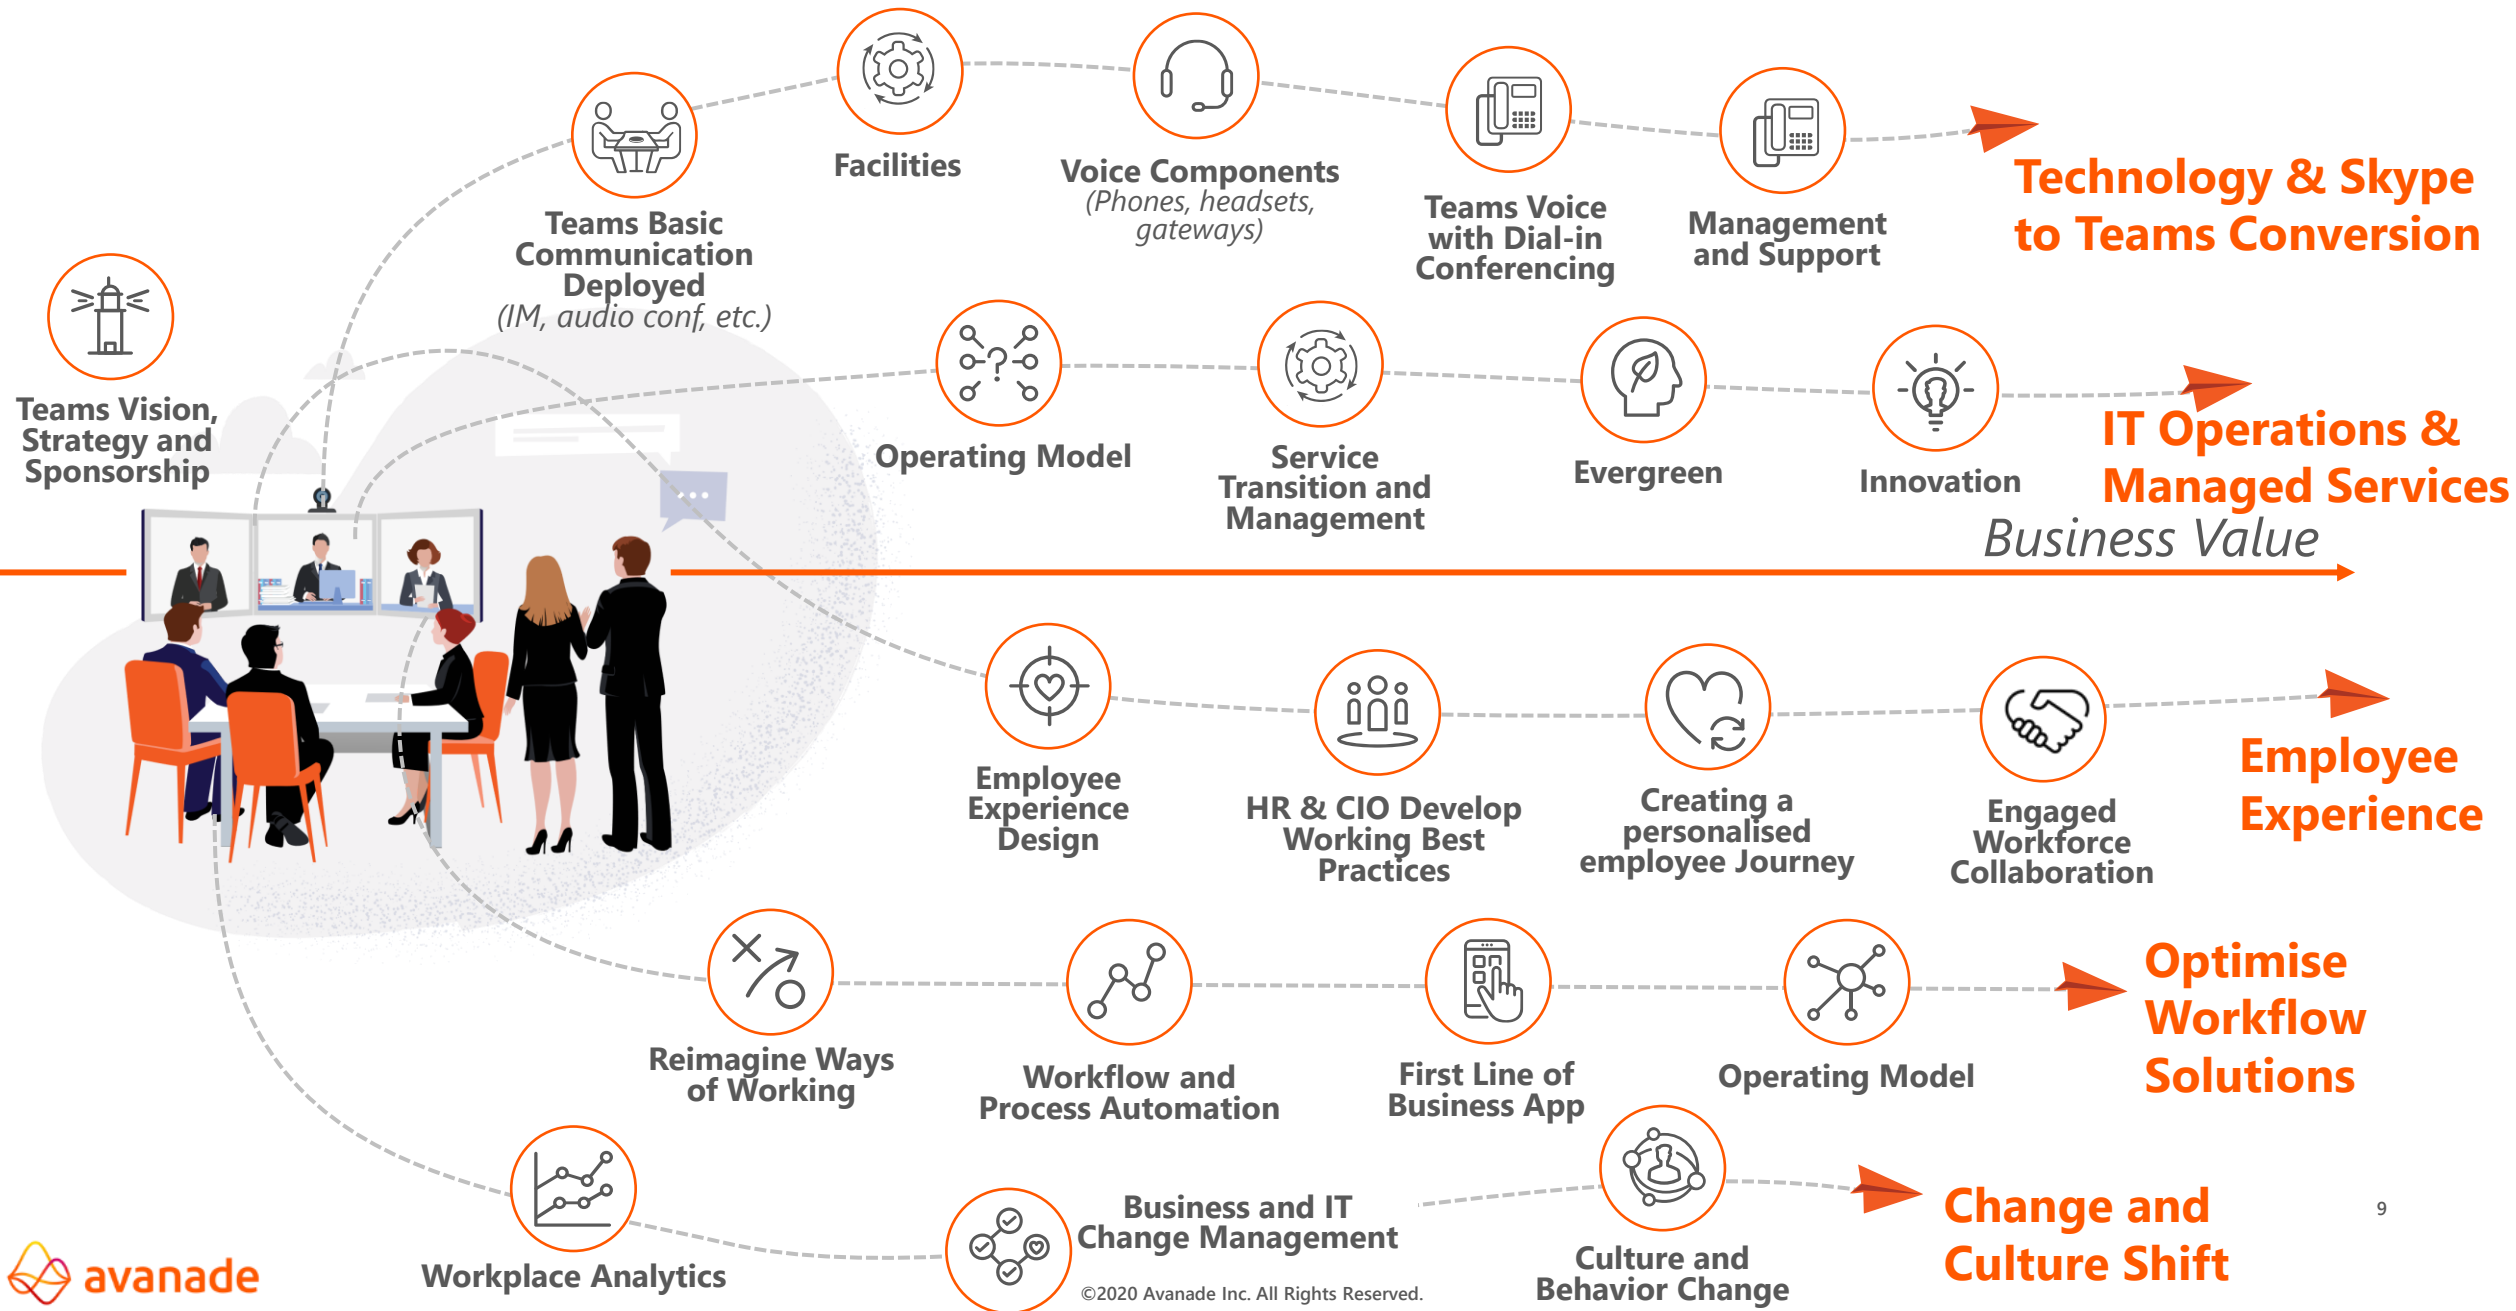 Teams Vision,
Strategy and
Sponsorship
Teams Basic
Communication
Deployed
(IM, audio conf, etc.)
Facilities
Voice Components
(Phones, headsets,
gateways)
Teams Voice
with Dial-in
Conferencing
Management
and Support
Technology & Skype
to Teams Conversion
Operating Model
Service
Transition and
Management
Evergreen
Innovation
IT Operations &
Managed Services
Business Value
Employee
Experience
Design
HR & CIO Develop
Working Best
Practices
Creating a
personalised
employee Journey
Engaged
Workforce
Collaboration
Employee
Experience
Reimagine Ways
of Working
Workflow and
Process Automation
First Line of
Business App
Operating Model
Optimise
Workflow
Solutions
Workplace Analytics
Business and IT
Change Management
Culture and
Behavior Change
Change and
Culture Shift
9
avanade
©2020 Avanade Inc. All Rights Reserved.